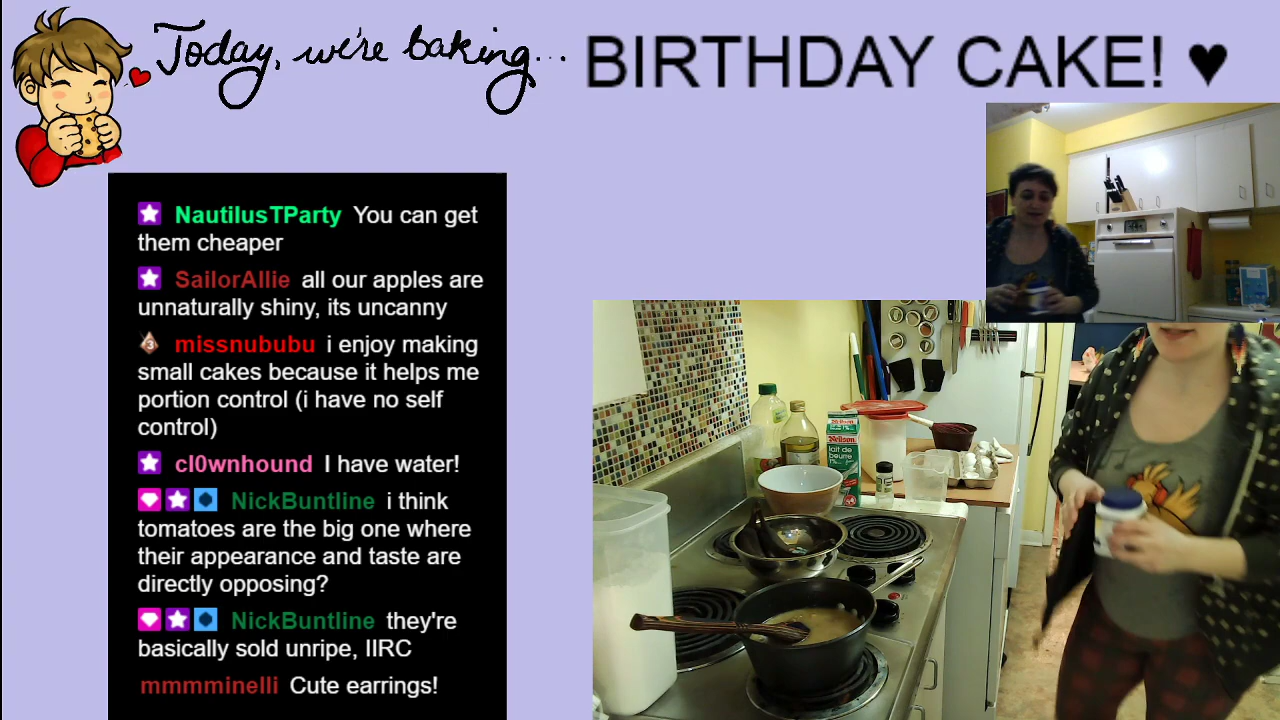 Today, we're baking... BIRTHDAY CAKE! ♥
NautilusTParty You can get
them cheaper
SailorAllie all our apples are
unnaturally shiny, its uncanny
3 missnububu i enjoy making
small cakes because it helps me
portion control (i have no self
control)
cl0wnhound I have water!
NickBuntline i think
tomatoes are the big one where
their appearance and taste are
directly opposing?
NickBuntline they're
basically sold unripe, IIRC
mmmminelli Cute earrings!
Neilson
lait de
beurre